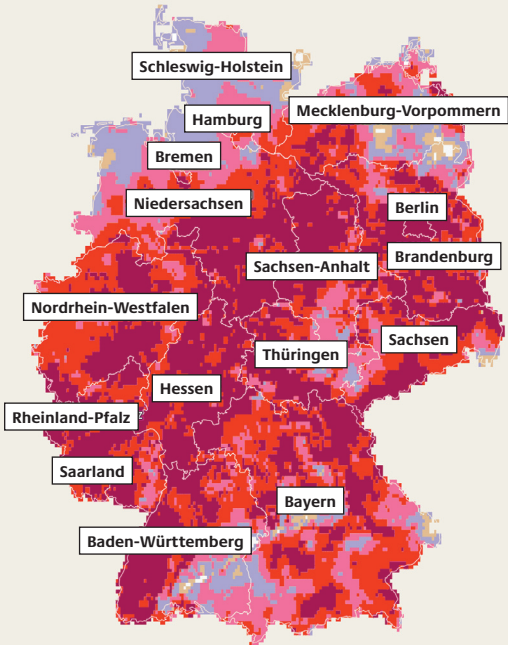 Schleswig-Holstein
Mecklenburg-Vorpommern
Hamburg
Bremen
Niedersachsen
Berlin
Brandenburg
Sachsen-Anhalt
Nordrhein-Westfalen
Sachsen
Thüringen
Hessen
Rheinland-Pfalz
Saarland
Bayern
Baden-Württemberg